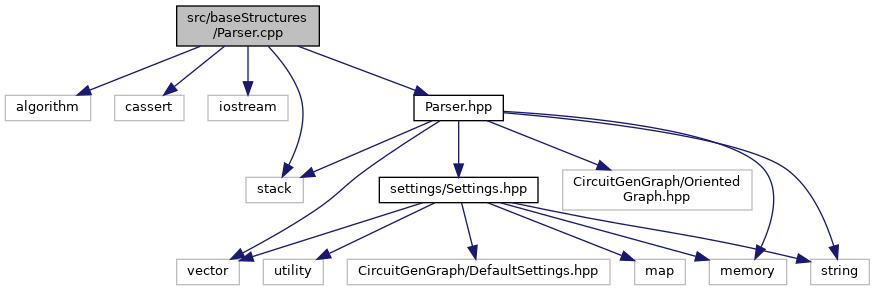 src/baseStructures
/Parser.cpp
algorithm
cassert
iostream
Parser.hpp
stack
settings/Settings.hpp
CircuitGenGraph/Oriented
Graph.hpp
vector
utility
CircuitGenGraph/DefaultSettings.hpp
map
memory
string